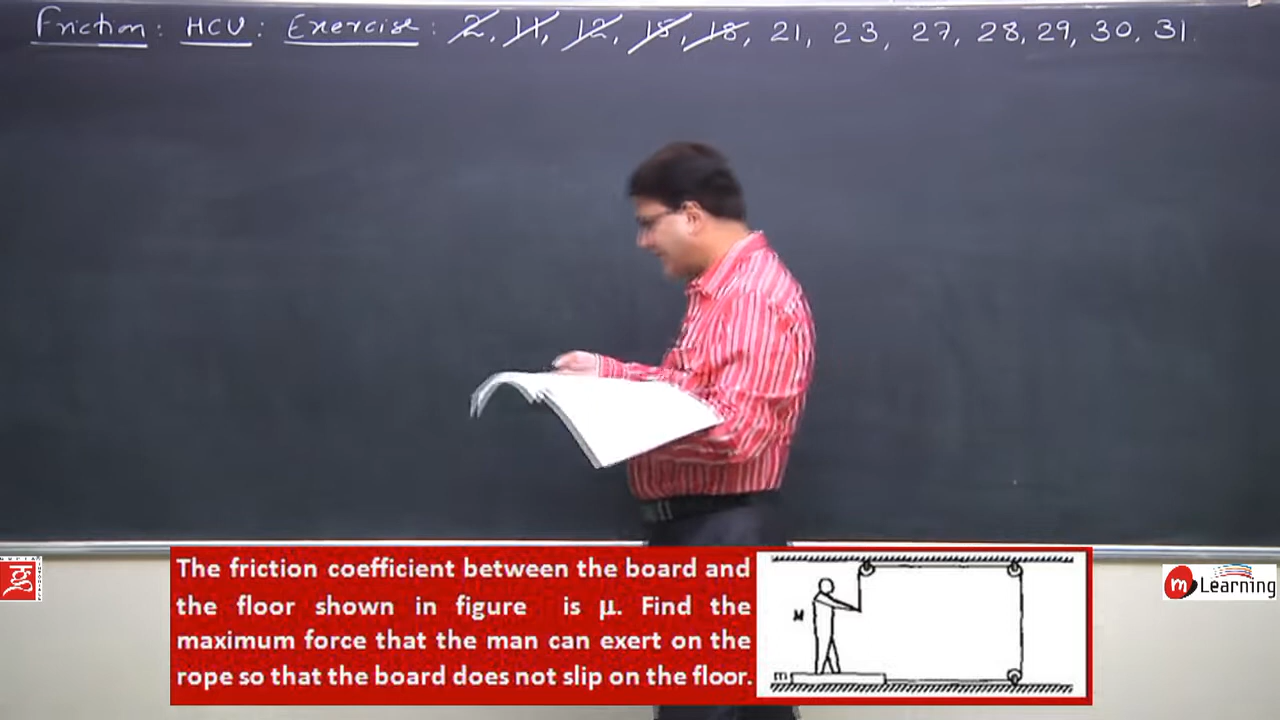 Friction : HCV : Exercise : 2, 11, 12, 15, 18, 21, 23, 27, 28, 29, 30, 31.
The friction coefficient between the board and
the floor shown in figure is μ. Find the
maximum force that the man can exert on the
rope so that the board does not slip on the floor.
M
m
m Learning